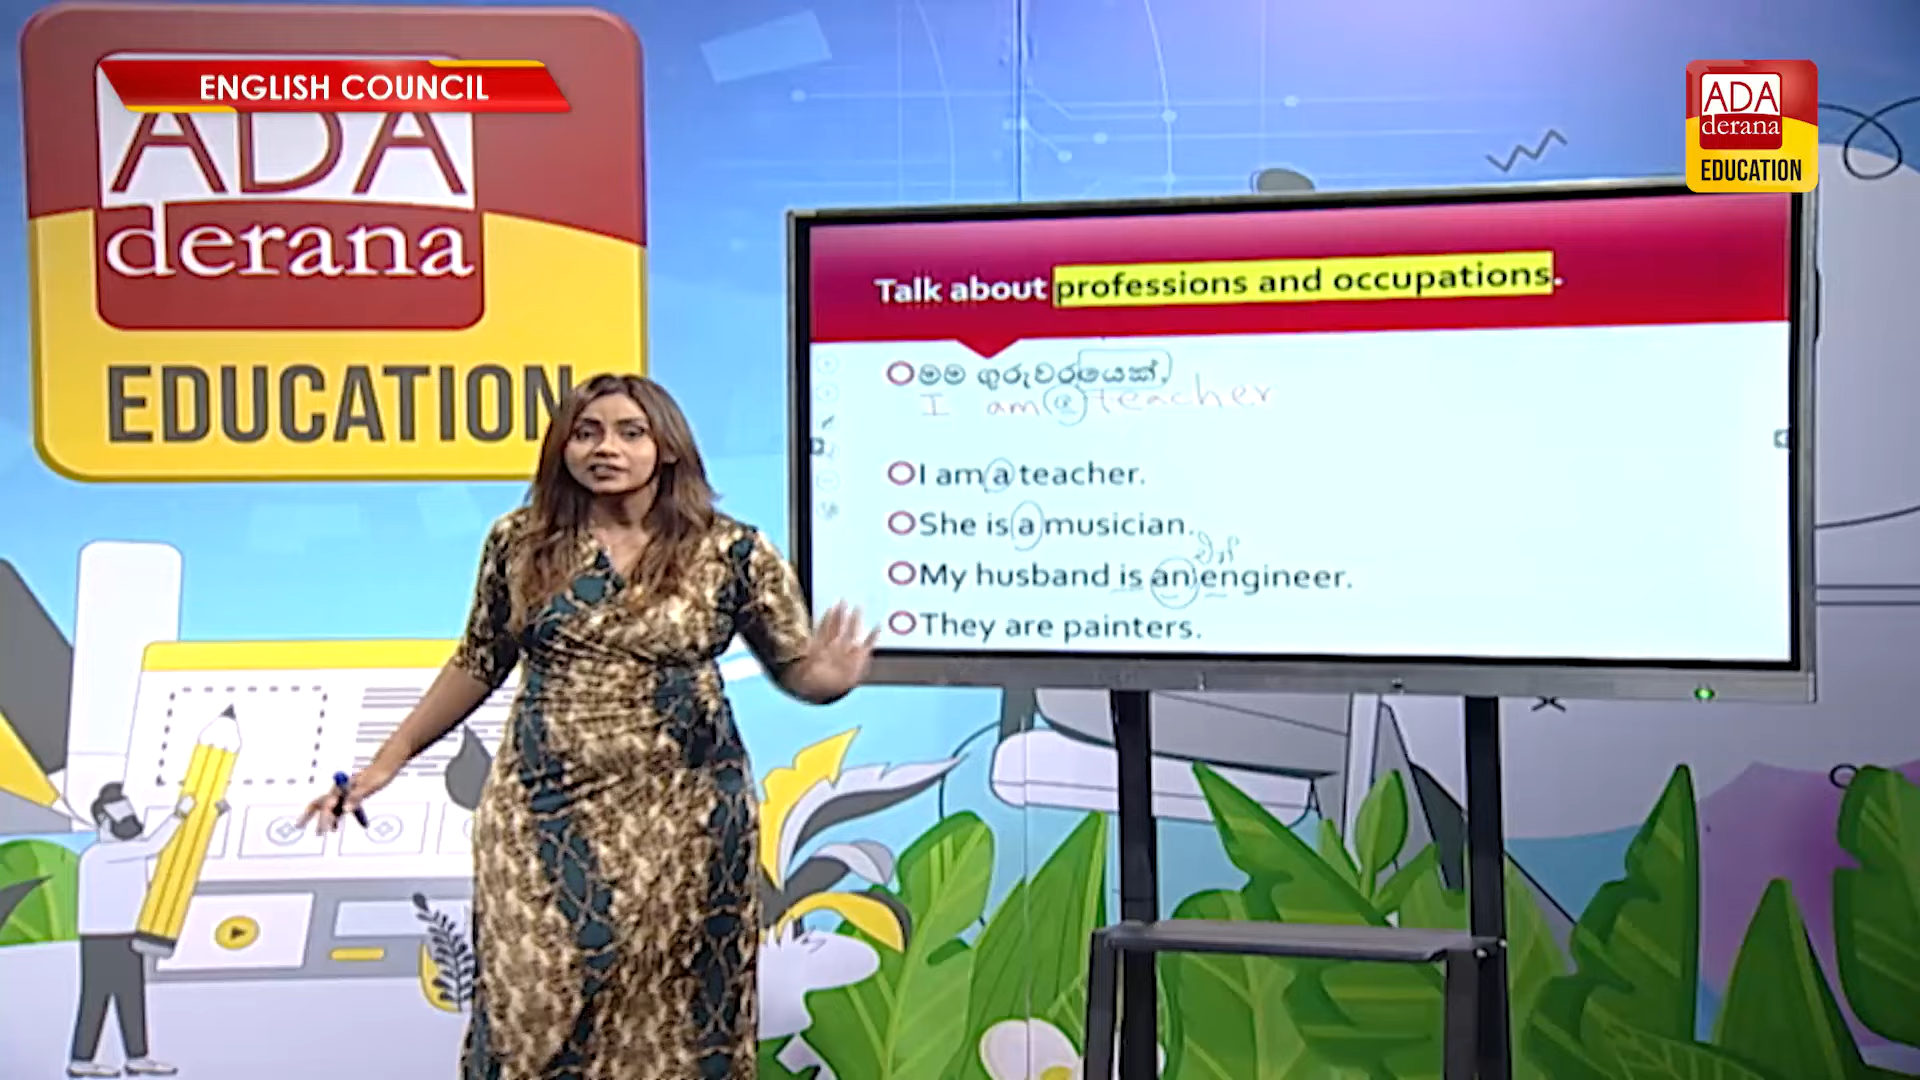 ENGLISH COUNCIL
ADA
derana
EDUCATION
ADA
derana
EDUCATION
Talk about professions and occupations.
මම ගුරුවරයෙක්.
I am a teacher
I am a teacher.
She is a musician.
My husband is an engineer.
They are painters.